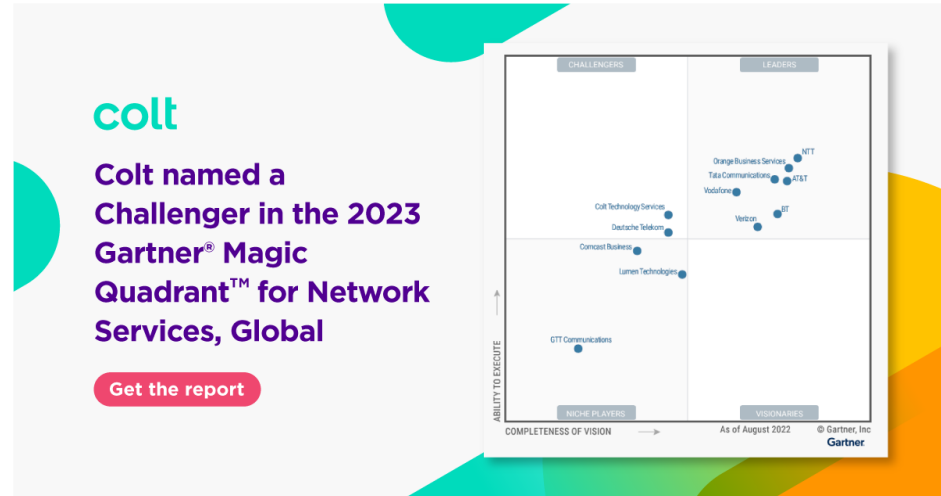 colt
Colt named a
Challenger in the 2023
Gartner® Magic
Quadrant™ for Network
Services, Global
Get the report
CHALLENGERS
LEADERS
NTT
Orange Business Services
Tata Communications
AT&T
Vodafone
Colt Technology Services
BT
Verizon
Deutsche Telekom
Comcast Business
Lumen Technologies
GTT Communications
ABILITY TO EXECUTE
NICHE PLAYERS
VISIONARIES
COMPLETENESS OF VISION
As of August 2022
© Gartner, Inc
Gartner